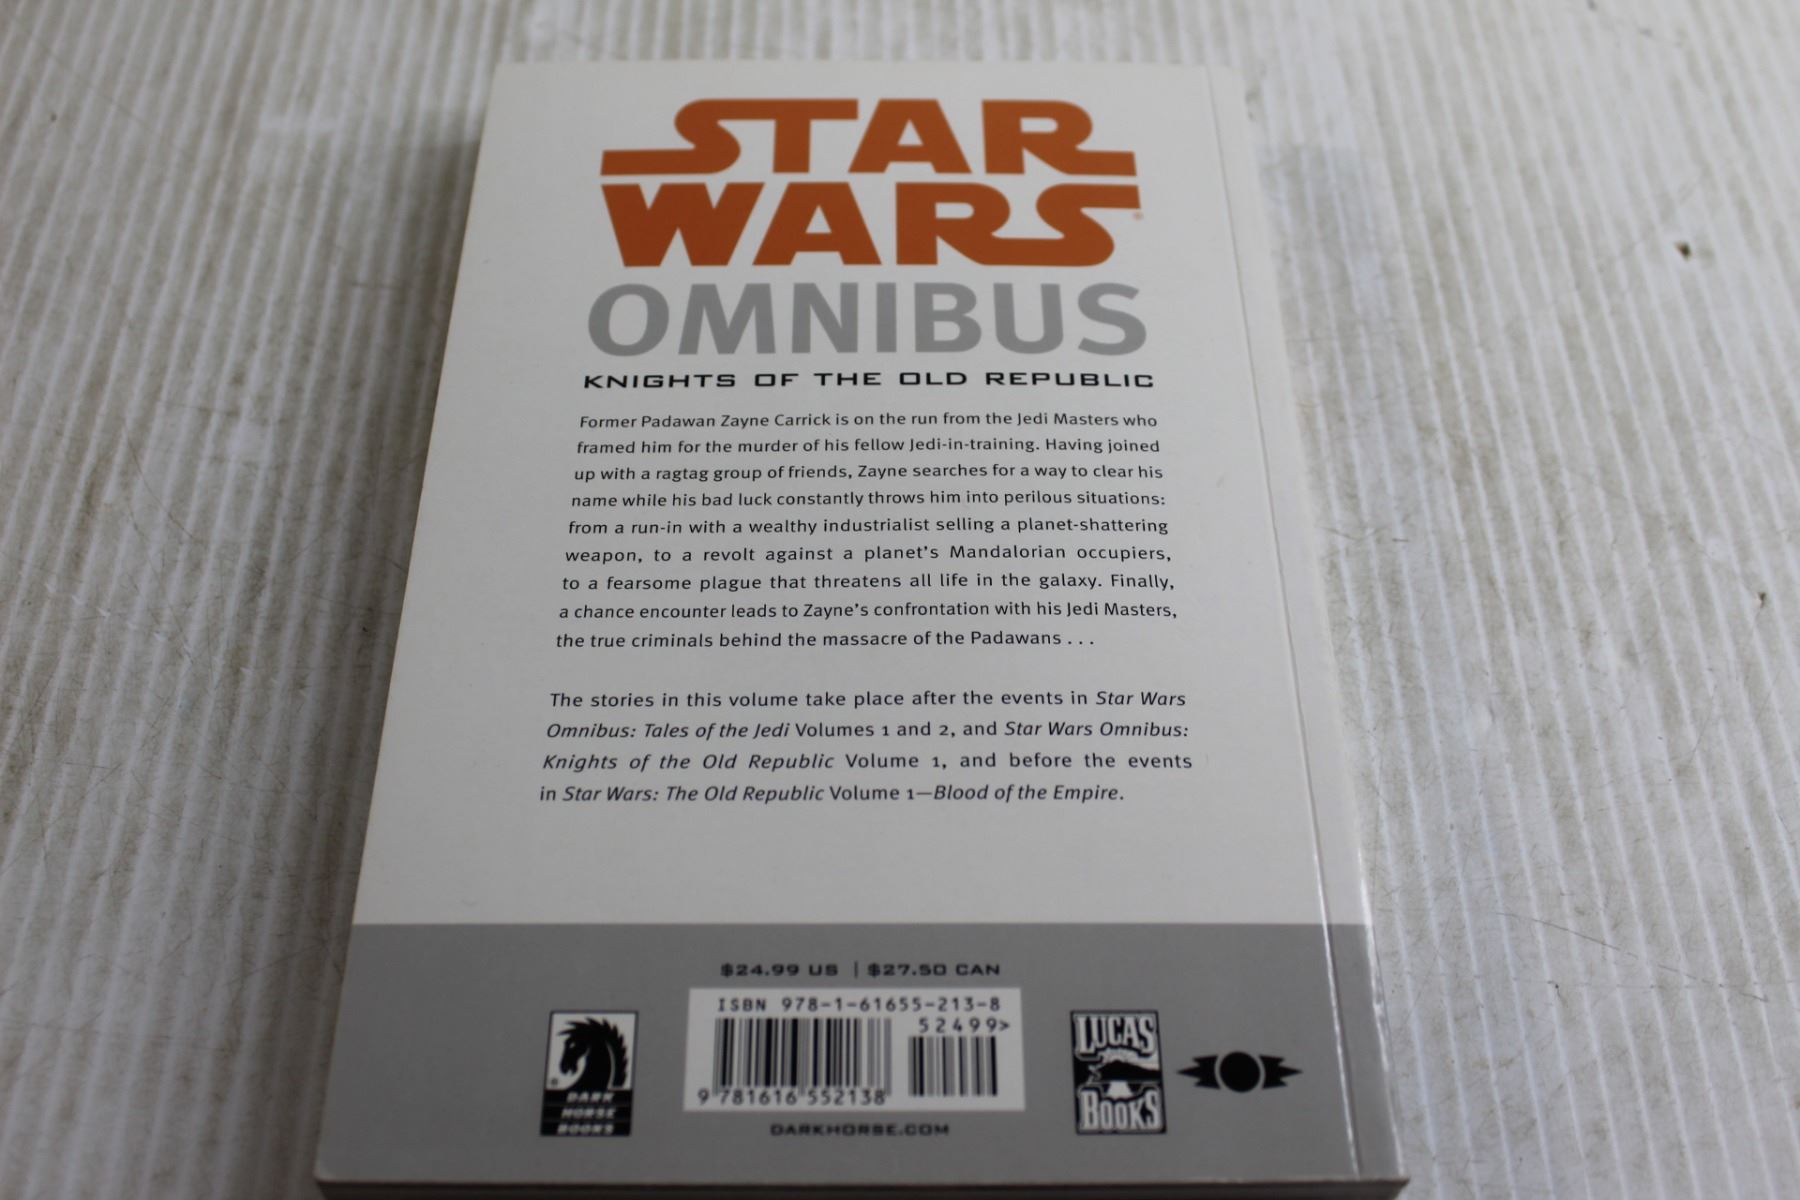 STAR
WARS
OMNIBUS
KNIGHTS OF THE OLD REPUBLIC
Former Padawan Zayne Carrick is on the run from the Jedi Masters who
framed him for the murder of his fellow Jedi-in-training. Having joined
up with a ragtag group of friends, Zayne searches for a way to clear his
name while his bad luck constantly throws him into perilous situations:
from a run-in with a wealthy industrialist selling a planet-shattering
weapon, to a revolt against a planet's Mandalorian occupiers,
to a fearsome plague that threatens all life in the galaxy. Finally,
a chance encounter leads to Zayne's confrontation with his Jedi Masters,
the true criminals behind the massacre of the Padawans . . .
The stories in this volume take place after the events in Star Wars
Omnibus: Tales of the Jedi Volumes 1 and 2, and Star Wars Omnibus:
Knights of the Old Republic Volume 1, and before the events
in Star Wars: The Old Republic Volume 1—Blood of the Empire.
$24.99 US | $27.50 CAN
ISBN 978-1-61655-213-8
52499>
9 781616 552138
DARK
HORSE
BOOKS
LUCAS
BOOKS
DARKHORSE.COM